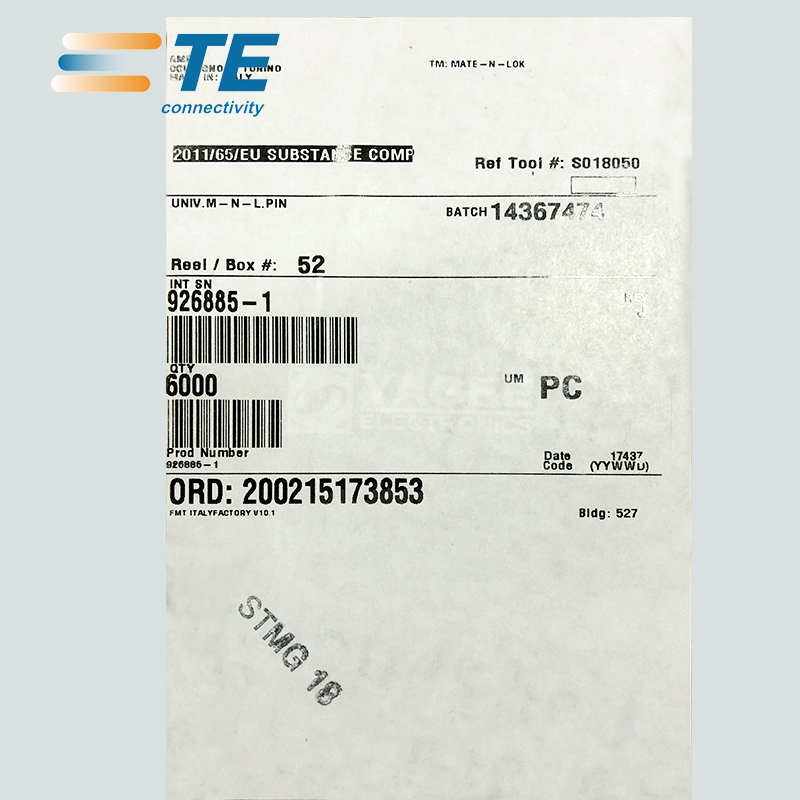 TE
connectivity
TM: MATE-N-LOK
2011/65/EU COMP
Ref Tool #: S018050
UNIV.M-N-L.PIN
BATCH 14367474
Reel / Box #: 52
INT SN
926885-1
REV
J
QTY
6000
UM PC
Prod Number
926885-1
Date Code 17437 (YYWWD)
ORD: 200215173853
FMT ITALYFACTORY V10.1
Bldg: 527
STMG 18